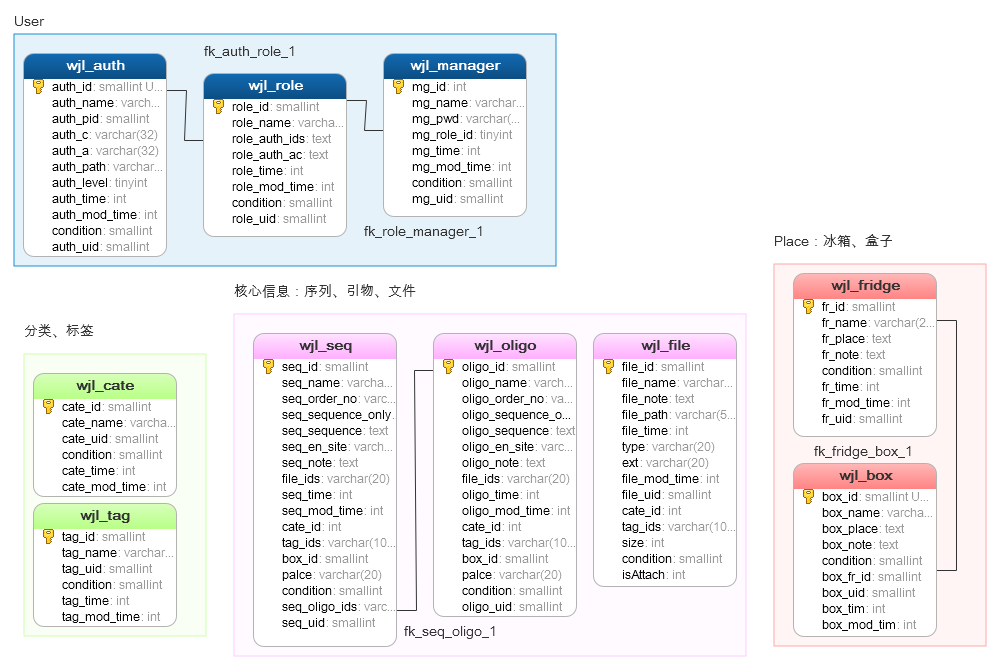 User
fk_auth_role_1
wjl_auth
auth_id: smallint U...
auth_name: varch...
auth_pid: smallint
auth_c: varchar(32)
auth_a: varchar(32)
auth_path: varchar...
auth_level: tinyint
auth_time: int
auth_mod_time: int
condition: smallint
auth_uid: smallint
wjl_role
role_id: smallint
role_name: varcha...
role_auth_ids: text
role_auth_ac: text
role_time: int
role_mod_time: int
condition: smallint
role_uid: smallint
wjl_manager
mg_id: int
mg_name: varchar...
mg_pwd: varchar(...
mg_role_id: tinyint
mg_time: int
mg_mod_time: int
condition: smallint
mg_uid: smallint
fk_role_manager_1
分类、标签
wjl_cate
cate_id: smallint
cate_name: varcha...
cate_uid: smallint
condition: smallint
cate_time: int
cate_mod_time: int
wjl_tag
tag_id: smallint
tag_name: varchar...
tag_uid: smallint
condition: smallint
tag_time: int
tag_mod_time: int
核心信息：序列、引物、文件
wjl_seq
seq_id: smallint
seq_name: varcha...
seq_order_no: varc...
seq_sequence_only...
seq_sequence: text
seq_en_site: varch...
seq_note: text
file_ids: varchar(20)
seq_time: int
seq_mod_time: int
cate_id: int
tag_ids: varchar(10...
box_id: smallint
palce: varchar(20)
condition: smallint
seq_oligo_ids: varc...
seq_uid: smallint
wjl_oligo
oligo_id: smallint
oligo_name: varch...
oligo_order_no: va...
oligo_sequence_o...
oligo_sequence: text
oligo_en_site: varc...
oligo_note: text
file_ids: varchar(20)
oligo_time: int
oligo_mod_time: int
cate_id: int
tag_ids: varchar(10...
box_id: smallint
palce: varchar(20)
condition: smallint
oligo_uid: smallint
fk_seq_oligo_1
wjl_file
file_id: smallint
file_name: varchar...
file_note: text
file_path: varchar(5...
file_time: int
type: varchar(20)
ext: varchar(20)
file_mod_time: int
file_uid: smallint
cate_id: int
tag_ids: varchar(10...
size: int
condition: smallint
isAttach: int
Place：冰箱、盒子
wjl_fridge
fr_id: smallint
fr_name: varchar(2...
fr_place: text
fr_note: text
condition: smallint
fr_time: int
fr_mod_time: int
fr_uid: smallint
fk_fridge_box_1
wjl_box
box_id: smallint U...
box_name: varcha...
box_place: text
box_note: text
condition: smallint
box_fr_id: smallint
box_uid: smallint
box_tim: int
box_mod_tim: int